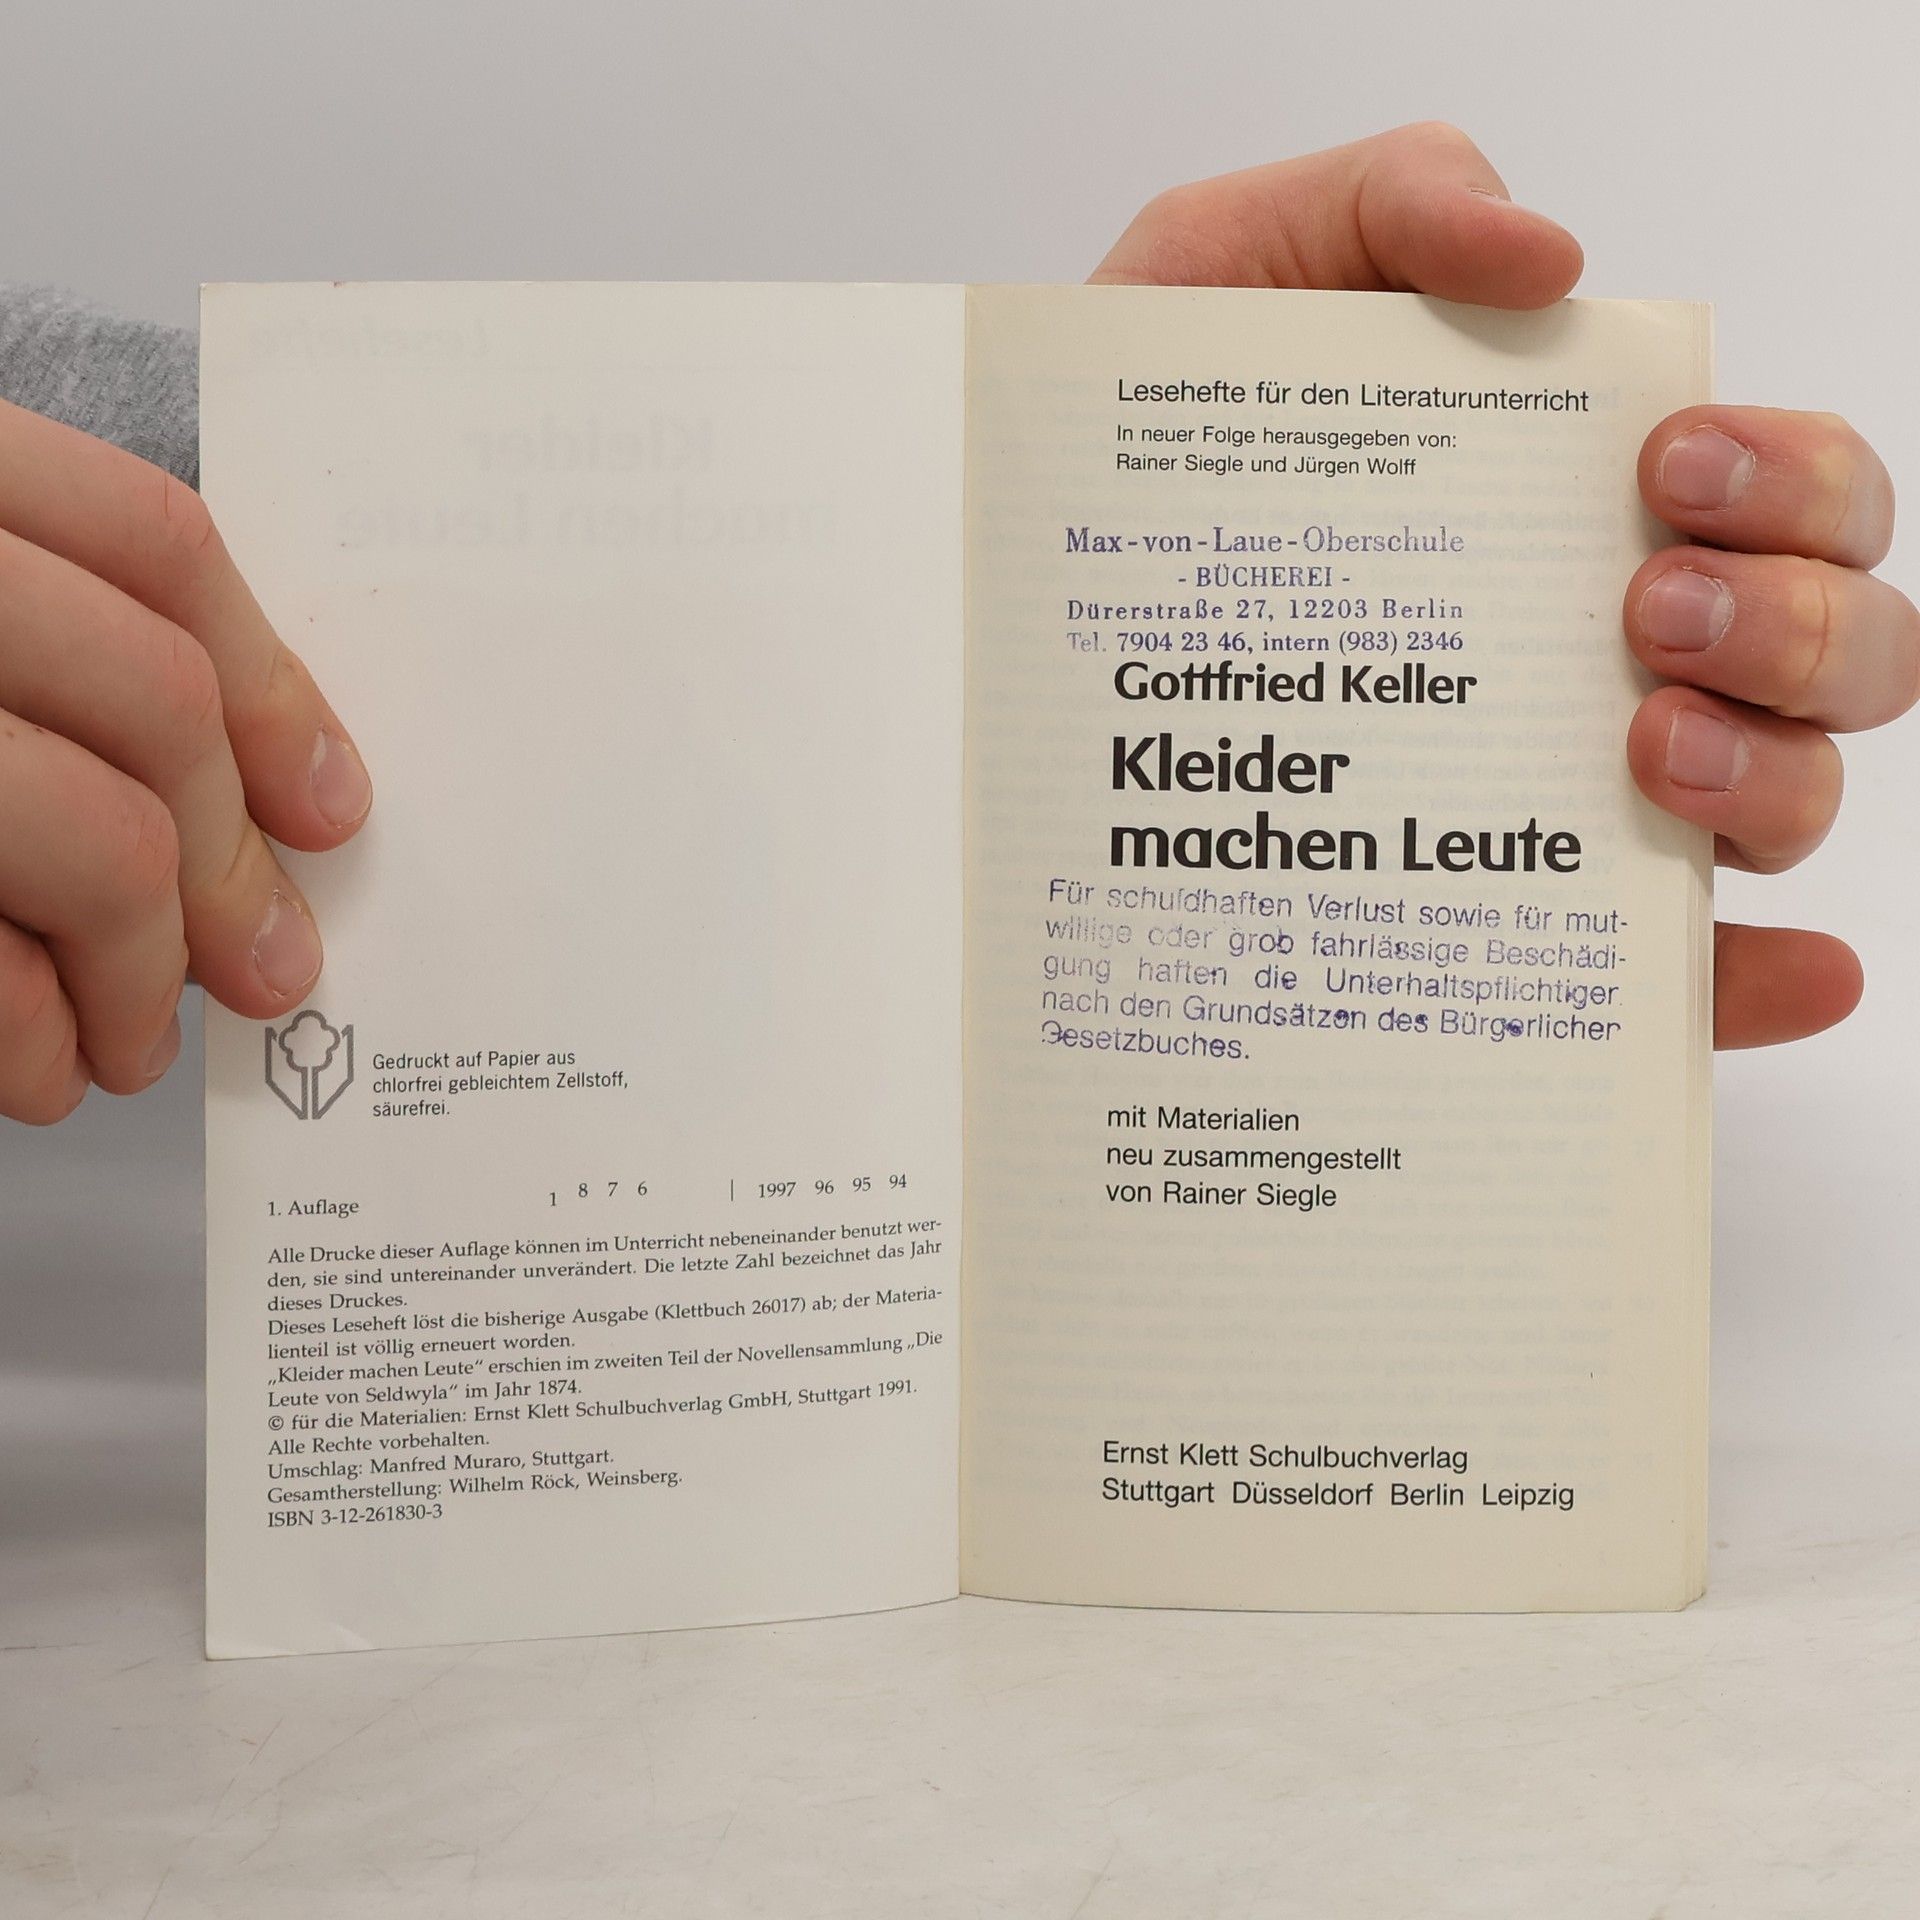 Gedruckt auf Papier aus
chlorfrei gebleichtem Zellstoff,
säurefrei.
1. Auflage 1 8 7 6 | 1997 96 95 94
Alle Drucke dieser Auflage können im Unterricht nebeneinander benutzt wer-
den, sie sind untereinander unverändert. Die letzte Zahl bezeichnet das Jahr
dieses Druckes.
Dieses Leseheft löst die bisherige Ausgabe (Klettbuch 26017) ab; der Materia-
lienteil ist völlig erneuert worden.
„Kleider machen Leute“ erschien im zweiten Teil der Novellensammlung „Die
Leute von Seldwyla“ im Jahr 1874.
© für die Materialien: Ernst Klett Schulbuchverlag GmbH, Stuttgart 1991.
Alle Rechte vorbehalten.
Umschlag: Manfred Muraro, Stuttgart.
Gesamtherstellung: Wilhelm Röck, Weinsberg.
ISBN 3-12-261830-3
Lesehefte für den Literaturunterricht
In neuer Folge herausgegeben von:
Rainer Siegle und Jürgen Wolff
Max-von-Laue-Oberschule
- BÜCHEREI -
Dürerstraße 27, 12203 Berlin
Tel. 7904 23 46, intern (983) 2346
Gottfried Keller
Kleider
machen Leute
Für schuldhaften Verlust sowie für mut-
willige oder grob fahrlässige Beschädi-
gung haften die Unterhaltspflichtiger
nach den Grundsätzen des Bürgerlicher
Gesetzbuches.
mit Materialien
neu zusammengestellt
von Rainer Siegle
Ernst Klett Schulbuchverlag
Stuttgart Düsseldorf Berlin Leipzig